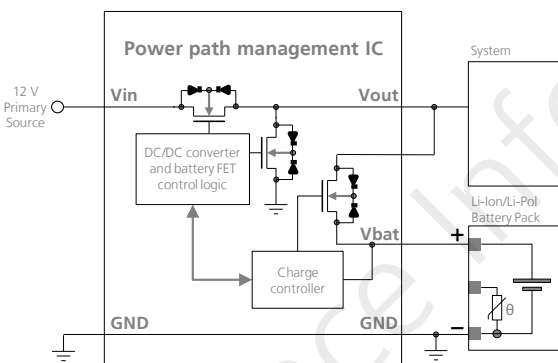 Power path management IC
System
12 V
Primary
Source
Vin
Vout
DC/DC converter
and battery FET
control logic
Li-Ion/Li-Pol
Battery Pack
Vbat
+
Charge
controller
θ
GND
GND
−